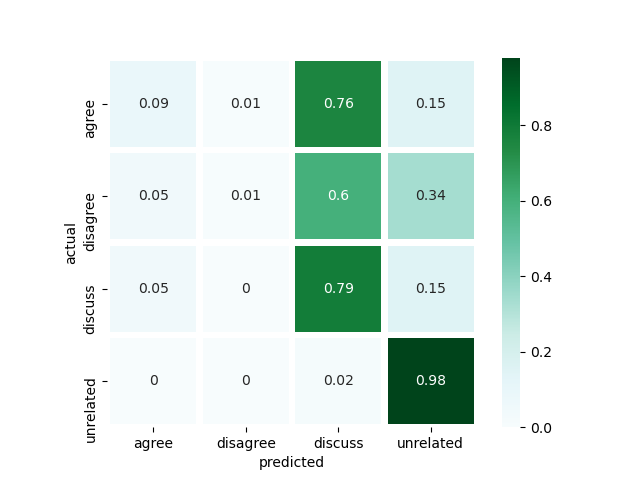 agree 0.09 0.01 0.76 0.15
disagree 0.05 0.01 0.6 0.34
discuss 0.05 0 0.79 0.15
unrelated 0 0 0.02 0.98
actual
agree disagree discuss unrelated
predicted
0.8
0.6
0.4
0.2
0.0